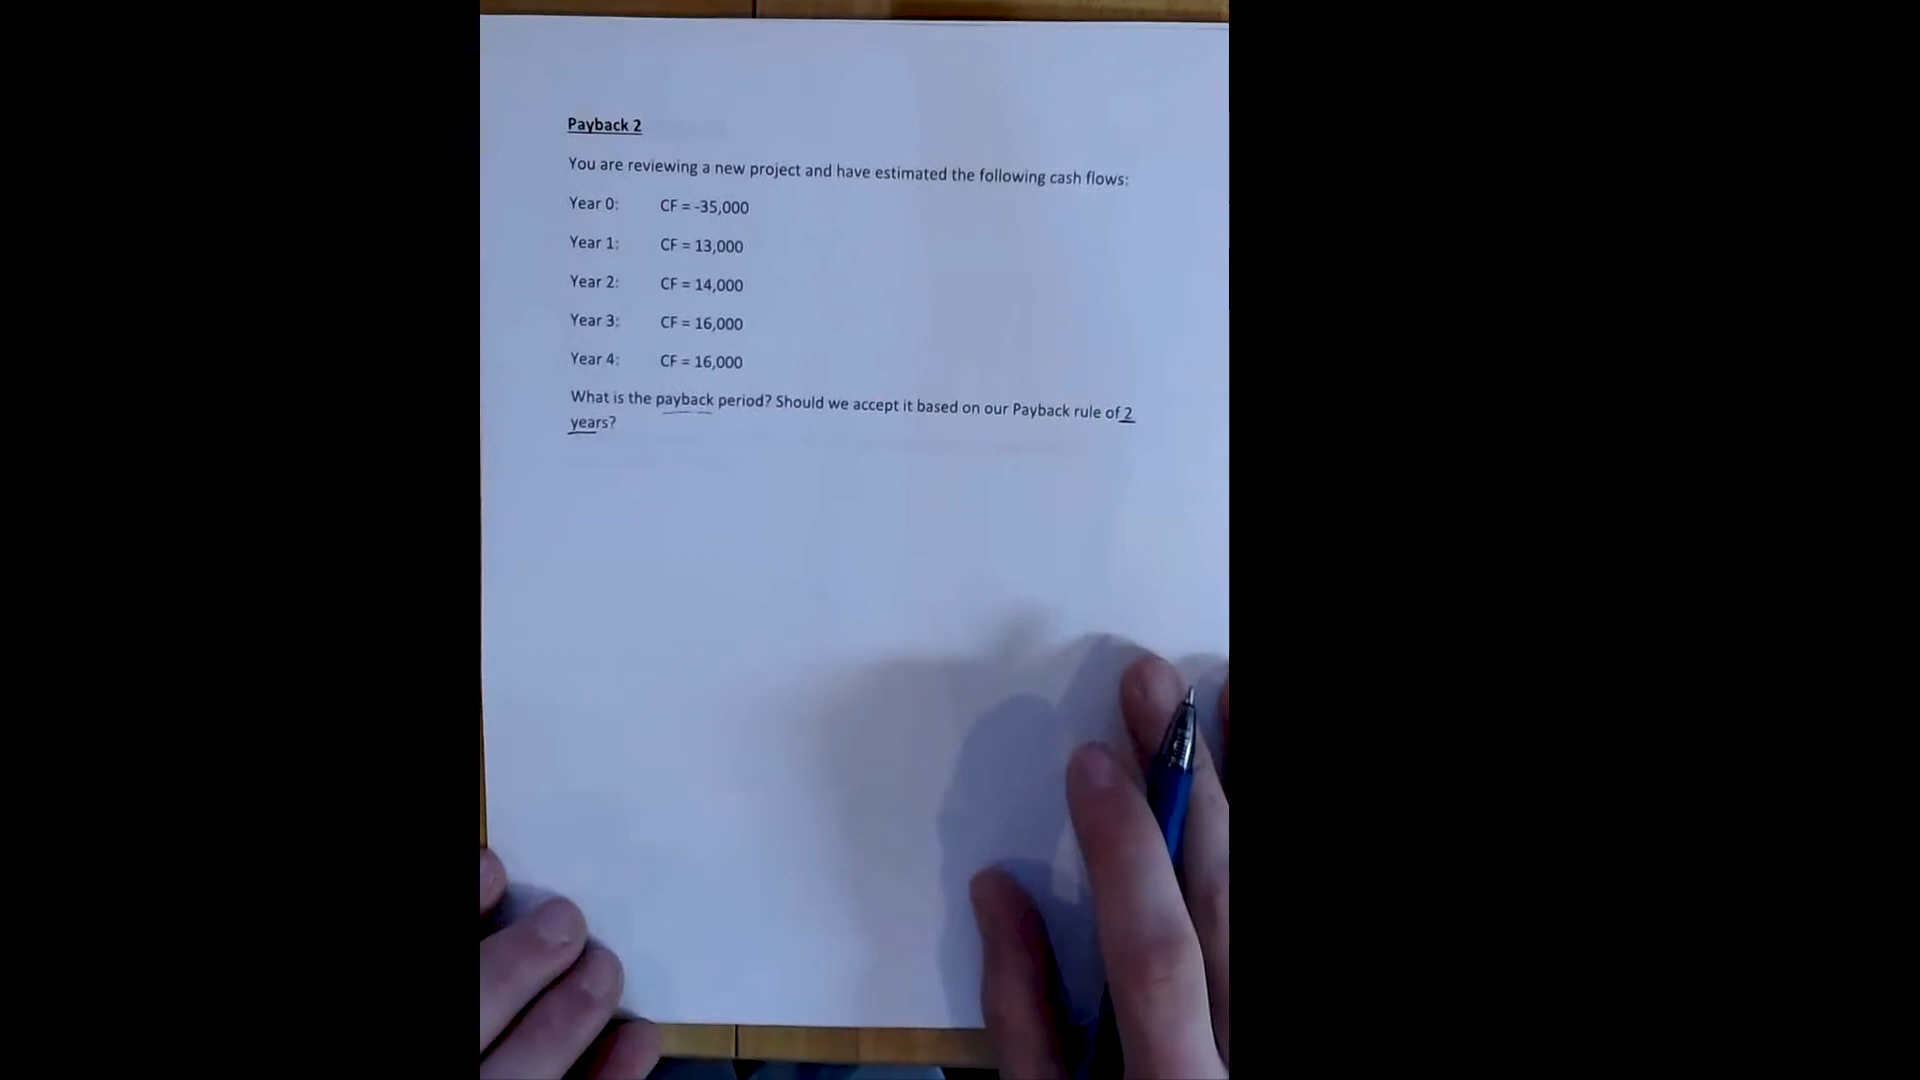 Payback 2
You are reviewing a new project and have estimated the following cash flows:
Year 0: CF = -35,000
Year 1: CF = 13,000
Year 2: CF = 14,000
Year 3: CF = 16,000
Year 4: CF = 16,000
What is the payback period? Should we accept it based on our Payback rule of 2
years?